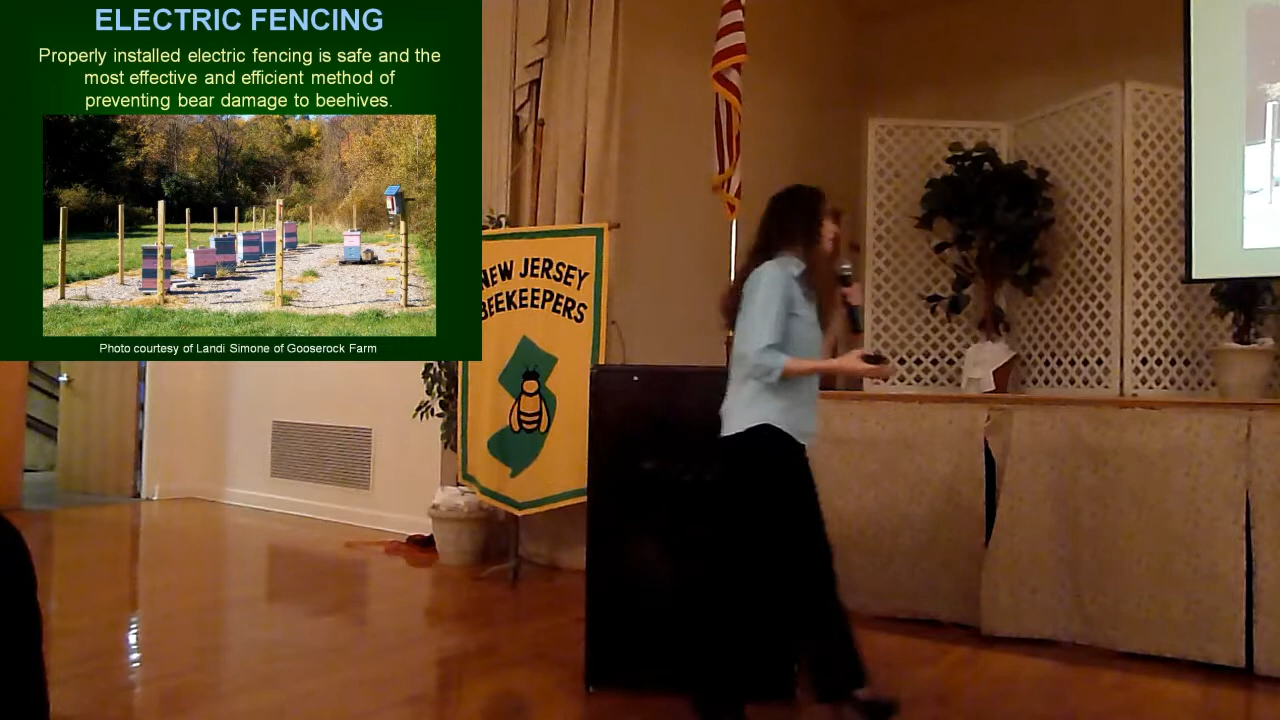 ELECTRIC FENCING
Properly installed electric fencing is safe and the
most effective and efficient method of
preventing bear damage to beehives.
Photo courtesy of Landi Simone of Gooserock Farm
NEW JERSEY
BEEKEEPERS